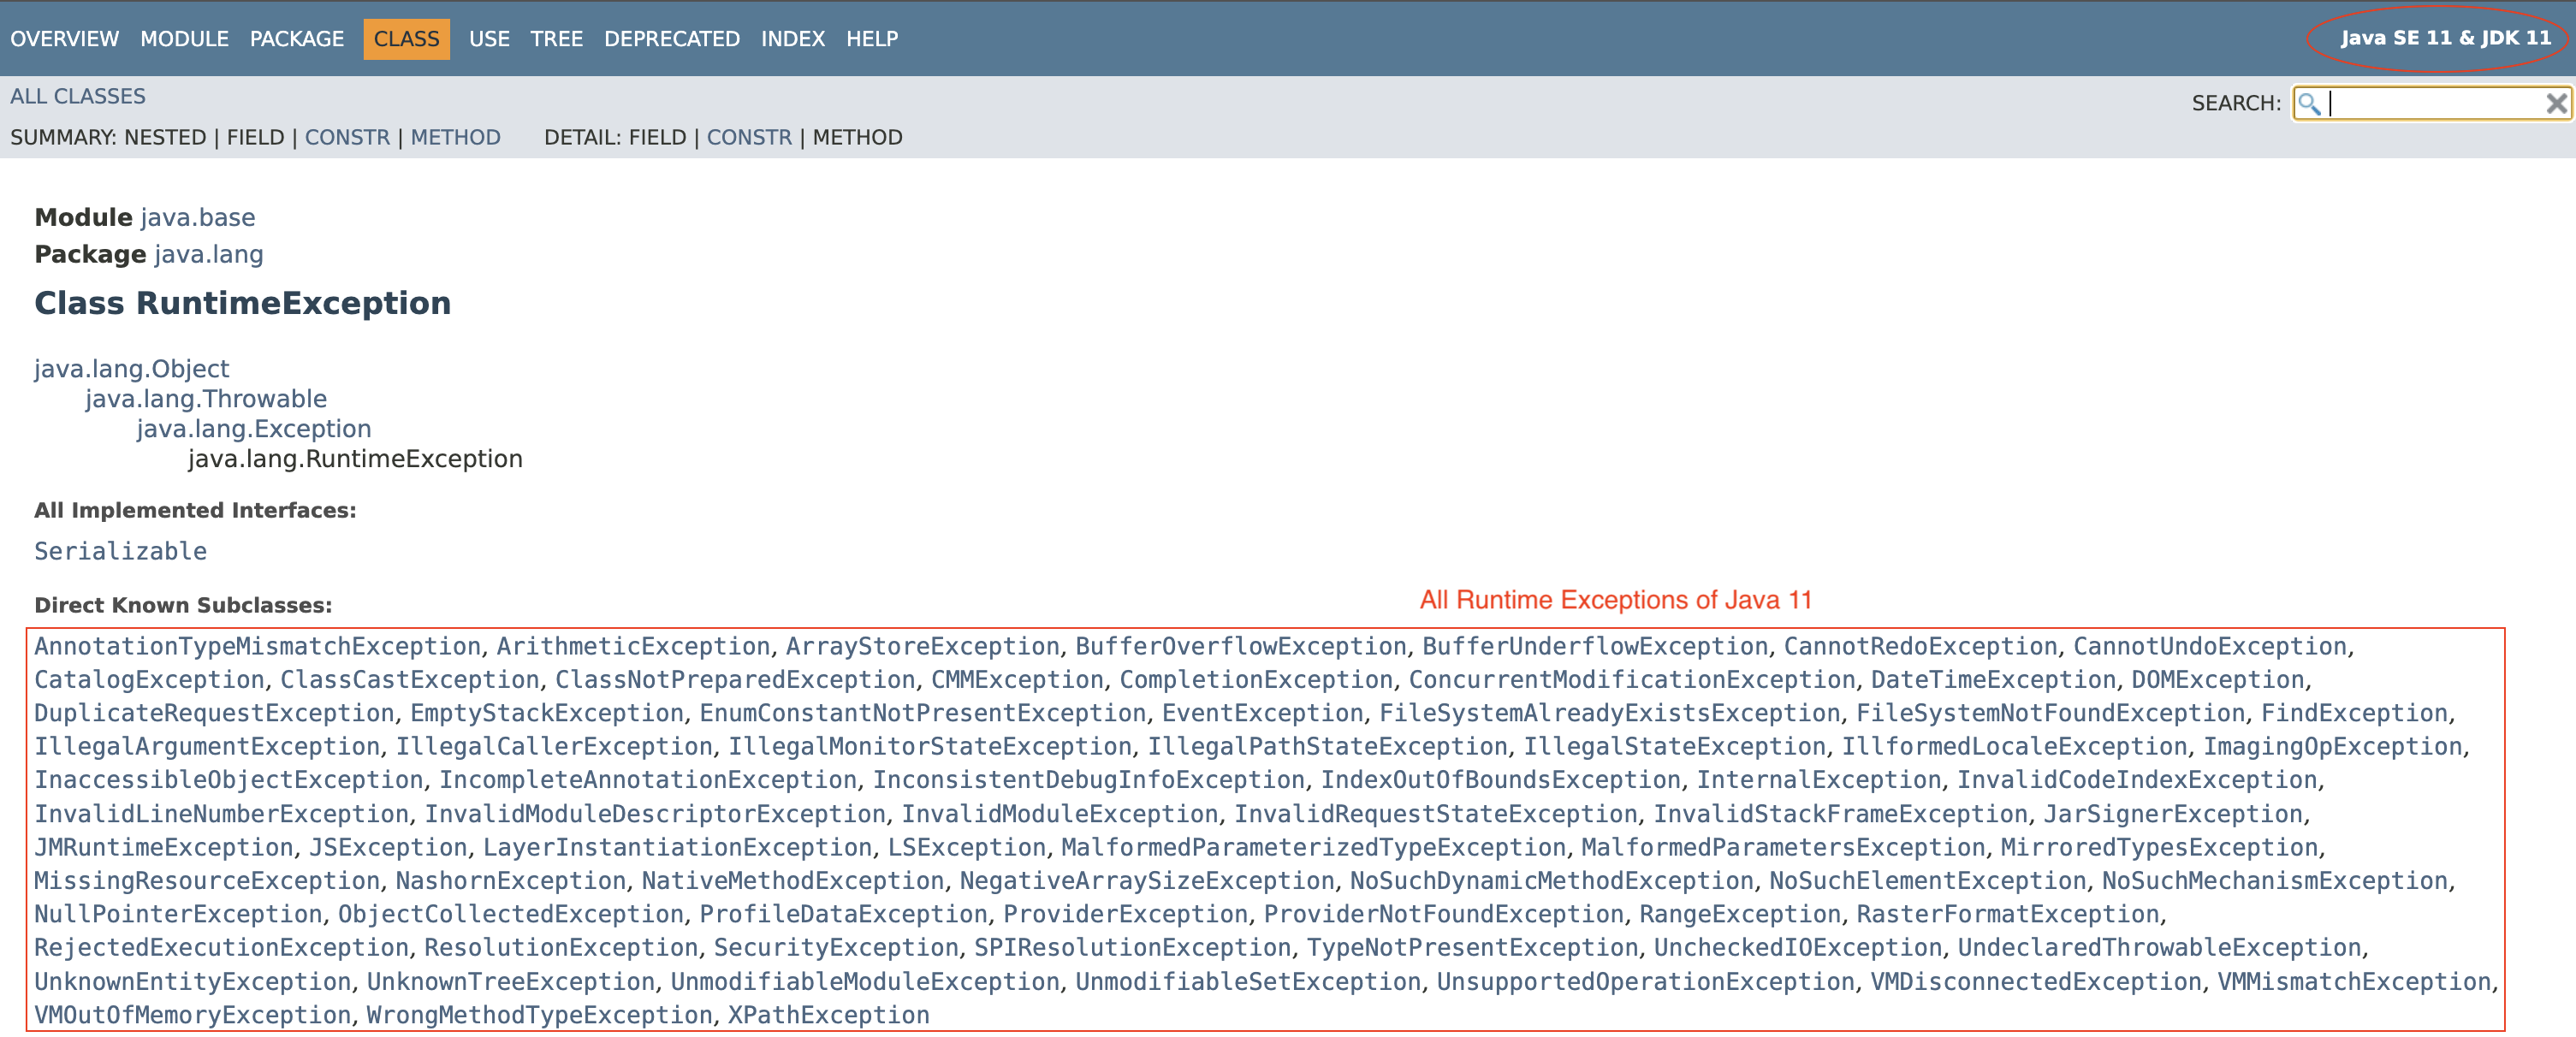 OVERVIEW MODULE PACKAGE CLASS USE TREE DEPRECATED INDEX HELP
Java SE 11 & JDK 11
ALL CLASSES
SEARCH:
SUMMARY: NESTED | FIELD | CONSTR | METHOD DETAIL: FIELD | CONSTR | METHOD
Module java.base
Package java.lang
Class RuntimeException
java.lang.Object
java.lang.Throwable
java.lang.Exception
java.lang.RuntimeException
All Implemented Interfaces:
Serializable
Direct Known Subclasses:
All Runtime Exceptions of Java 11
AnnotationTypeMismatchException, ArithmeticException, ArrayStoreException, BufferOverflowException, BufferUnderflowException, CannotRedoException, CannotUndoException,
CatalogException, ClassCastException, ClassNotPreparedException, CMMException, CompletionException, ConcurrentModificationException, DateTimeException, DOMException,
DuplicateRequestException, EmptyStackException, EnumConstantNotPresentException, EventException, FileSystemAlreadyExistsException, FileSystemNotFoundException, FindException,
IllegalArgumentException, IllegalCallerException, IllegalMonitorStateException, IllegalPathStateException, IllegalStateException, IllformedLocaleException, ImagingOpException,
InaccessibleObjectException, IncompleteAnnotationException, InconsistentDebugInfoException, IndexOutOfBoundsException, InternalException, InvalidCodeIndexException,
InvalidLineNumberException, InvalidModuleDescriptorException, InvalidModuleException, InvalidRequestStateException, InvalidStackFrameException, JarSignerException,
JMRuntimeException, JSException, LayerInstantiationException, LSException, MalformedParameterizedTypeException, MalformedParametersException, MirroredTypesException,
MissingResourceException, NashornException, NativeMethodException, NegativeArraySizeException, NoSuchDynamicMethodException, NoSuchElementException, NoSuchMechanismException,
NullPointerException, ObjectCollectedException, ProfileDataException, ProviderException, ProviderNotFoundException, RangeException, RasterFormatException,
RejectedExecutionException, ResolutionException, SecurityException, SPIResolutionException, TypeNotPresentException, UncheckedIOException, UndeclaredThrowableException,
UnknownEntityException, UnknownTreeException, UnmodifiableModuleException, UnmodifiableSetException, UnsupportedOperationException, VMDisconnectedException, VMMismatchException,
VMOutOfMemoryException, WrongMethodTypeException, XPathException